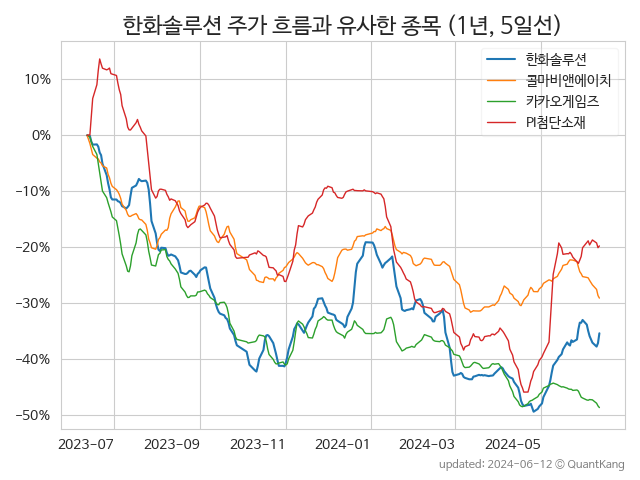 한화솔루션 주가 흐름과 유사한 종목 (1년, 5일선)
한화솔루션
콜마비앤에이치
카카오게임즈
PI첨단소재
10%
0%
−10%
−20%
−30%
−40%
−50%
2023-07 2023-09 2023-11 2024-01 2024-03 2024-05
updated: 2024-06-12 © QuantKang